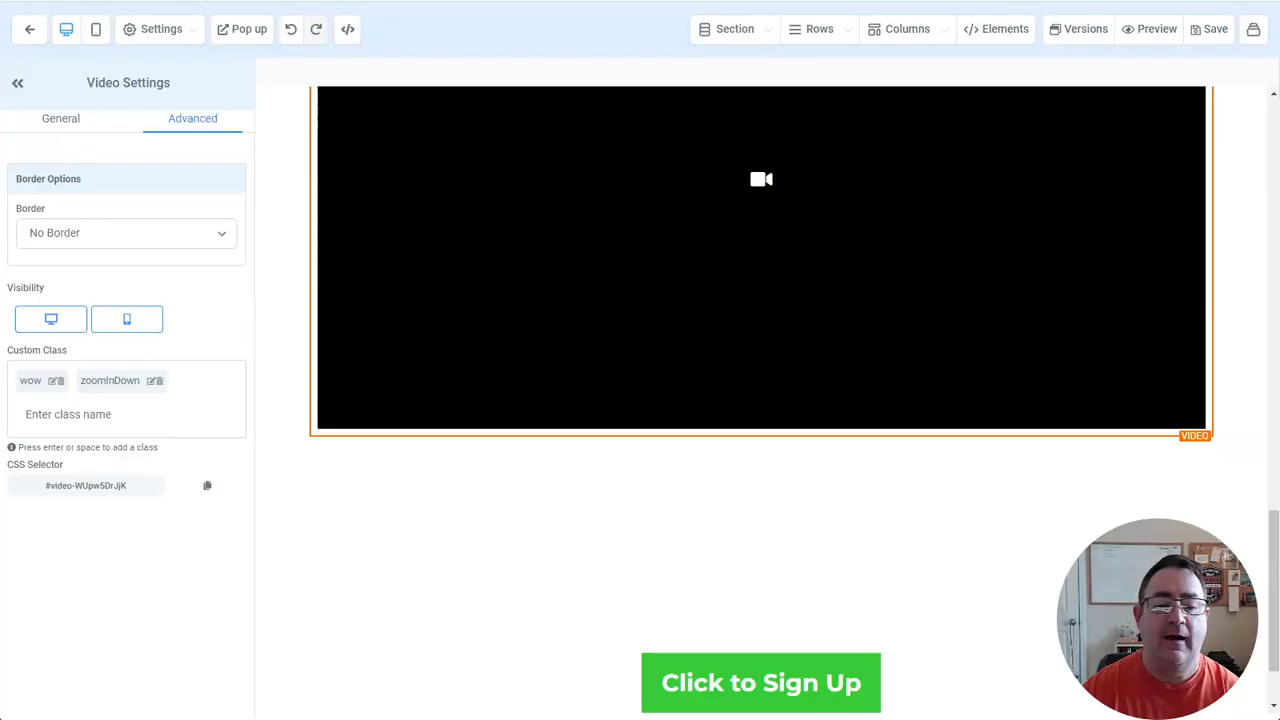 Settings
Pop up
Section
Rows
Columns
Elements
Versions
Preview
Save
Video Settings
General
Advanced
Border Options
Border
No Border
Visibility
Custom Class
wow
zoomInDown
Enter class name
Press enter or space to add a class
CSS Selector
#video-WUpw5DrJjK
VIDEO
Click to Sign Up